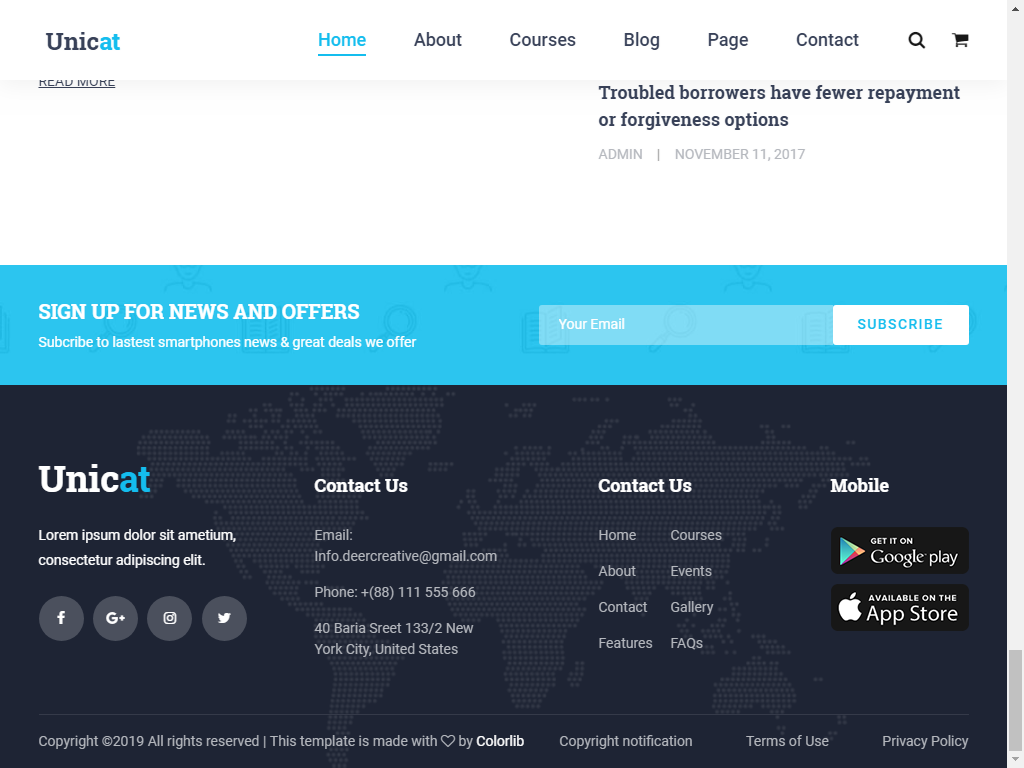 Unicat
Home About Courses Blog Page Contact
READ MORE
Troubled borrowers have fewer repayment
or forgiveness options
ADMIN | NOVEMBER 11, 2017
SIGN UP FOR NEWS AND OFFERS
Subcribe to lastest smartphones news & great deals we offer
Your Email
SUBSCRIBE
Unicat
Lorem ipsum dolor sit ametium,
consectetur adipiscing elit.
Contact Us
Email:
Info.deercreative@gmail.com
Phone: +(88) 111 555 666
40 Baria Sreet 133/2 New
York City, United States
Contact Us
Home Courses
About Events
Contact Gallery
Features FAQs
Mobile
GET IT ON
Google play
AVAILABLE ON THE
App Store
Copyright ©2019 All rights reserved | This template is made with ♡ by Colorlib
Copyright notification
Terms of Use
Privacy Policy